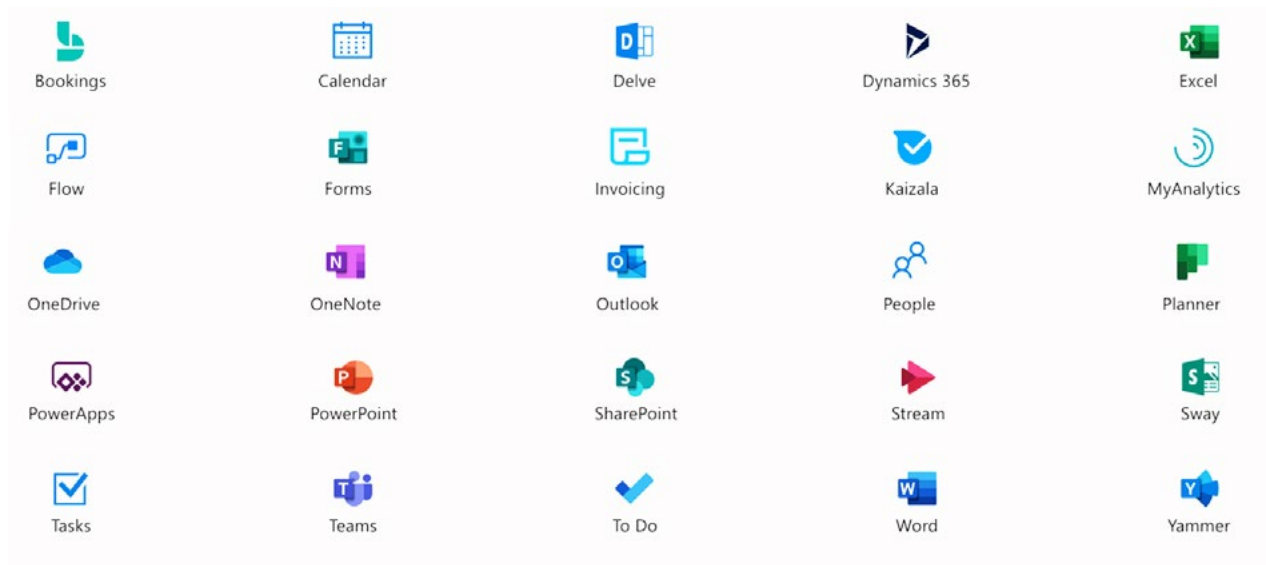 Bookings
Calendar
Delve
Dynamics 365
Excel
Flow
Forms
Invoicing
Kaizala
MyAnalytics
OneDrive
OneNote
Outlook
People
Planner
PowerApps
PowerPoint
SharePoint
Stream
Sway
Tasks
Teams
To Do
Word
Yammer